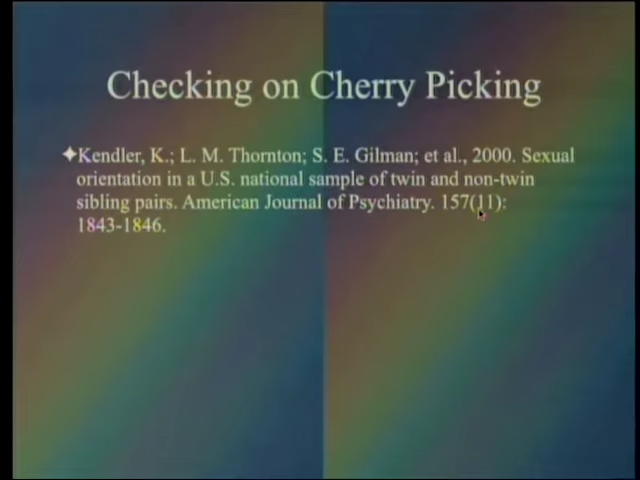 Checking on Cherry Picking
Kendler, K.; L. M. Thornton; S. E. Gilman; et al., 2000. Sexual
orientation in a U.S. national sample of twin and non-twin
sibling pairs. American Journal of Psychiatry. 157(11):
1843-1846.